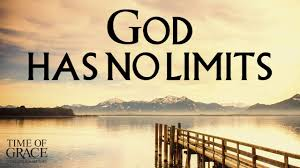 GOD
HAS NO LIMITS
TIME OF
GRACE